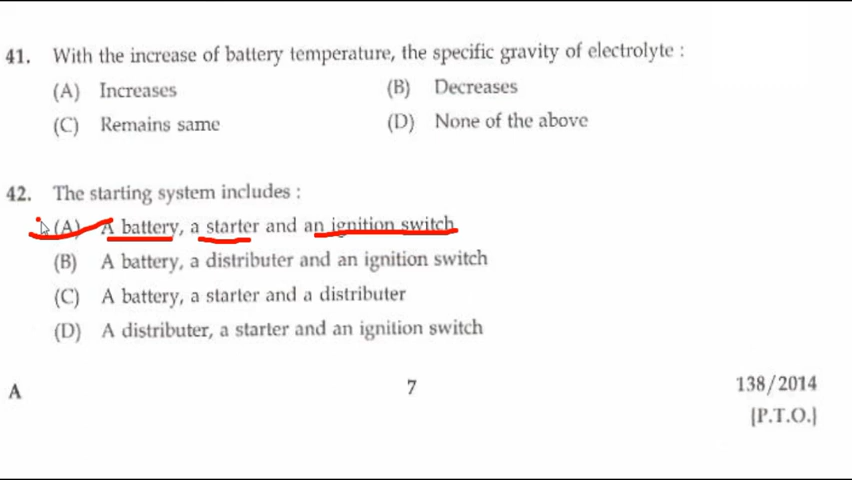 41. With the increase of battery temperature, the specific gravity of electrolyte :
(A) Increases (B) Decreases
(C) Remains same (D) None of the above
42. The starting system includes :
(A) A battery, a starter and an ignition switch
(B) A battery, a distributer and an ignition switch
(C) A battery, a starter and a distributer
(D) A distributer, a starter and an ignition switch
A 7 138/2014
[P.T.O.]